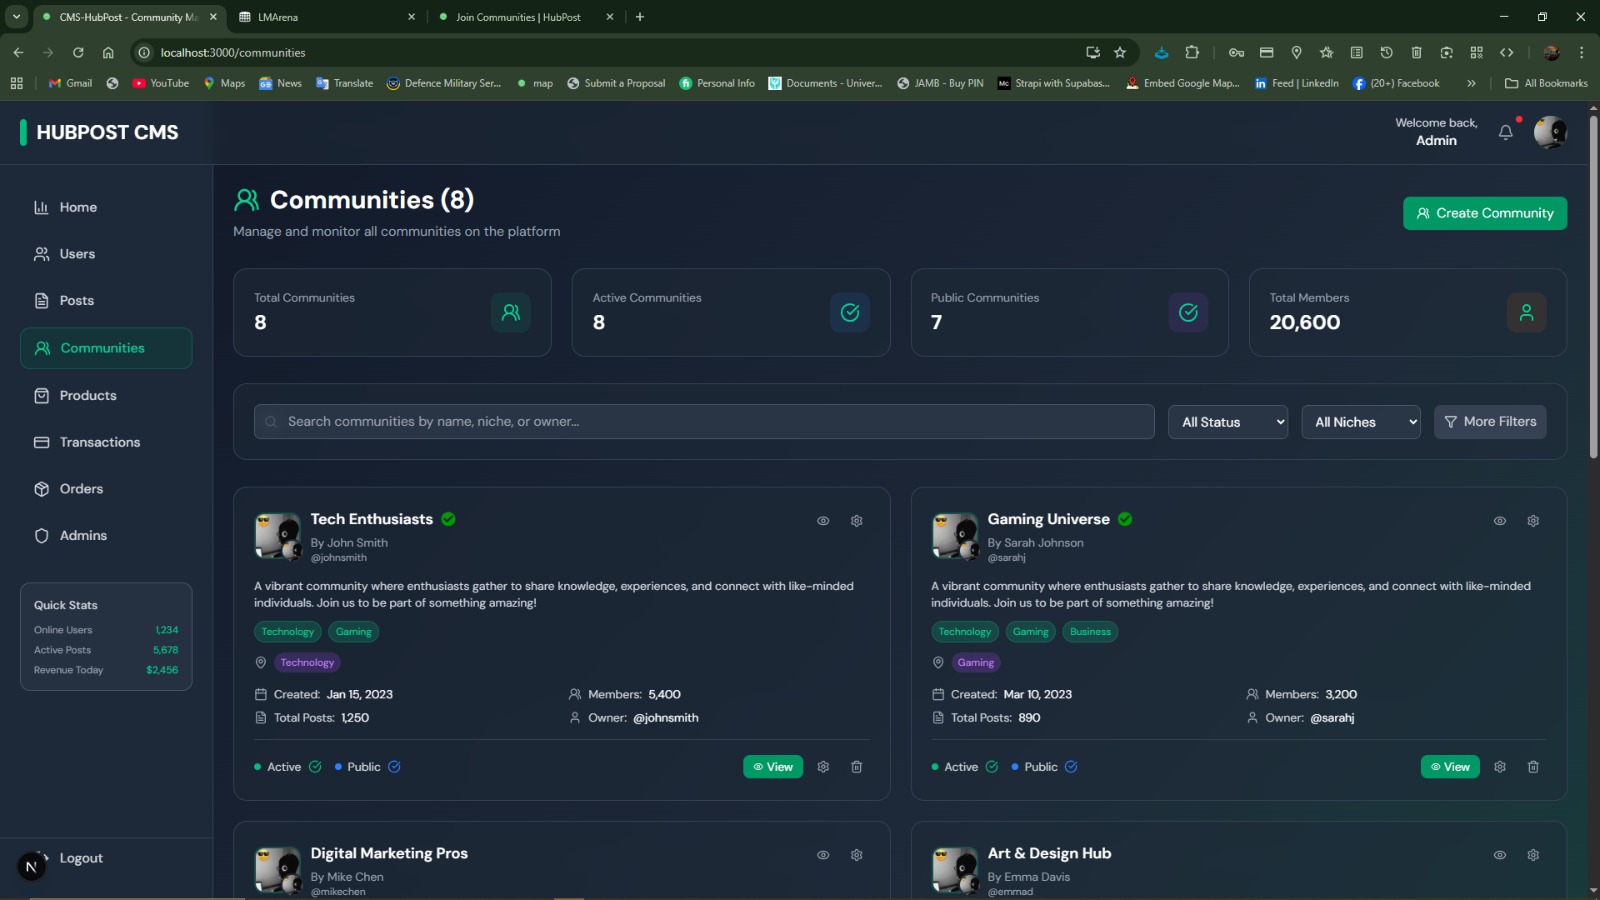 CMS-HubPost - Community Ma
LMArena
Join Communities | HubPost
localhost:3000/communities
Gmail
YouTube
Maps
News
Translate
Defence Military Ser...
map
Submit a Proposal
Personal Info
Documents - Univer...
JAMB - Buy PIN
Mc
Strapi with Supabas...
Embed Google Map...
Feed | LinkedIn
(20+) Facebook
All Bookmarks
HUBPOST CMS
Welcome back,
Admin
Home
Users
Posts
Communities
Products
Transactions
Orders
Admins
Quick Stats
Online Users 1,234
Active Posts 5,678
Revenue Today $2,456
N
Logout
Communities (8)
Manage and monitor all communities on the platform
Create Community
Total Communities
8
Active Communities
8
Public Communities
7
Total Members
20,600
Search communities by name, niche, or owner...
All Status
All Niches
More Filters
Tech Enthusiasts
By John Smith
@johnsmith
A vibrant community where enthusiasts gather to share knowledge, experiences, and connect with like-minded
individuals. Join us to be part of something amazing!
Technology Gaming
Technology
Created: Jan 15, 2023 Members: 5,400
Total Posts: 1,250 Owner: @johnsmith
Active Public View
Gaming Universe
By Sarah Johnson
@sarahj
A vibrant community where enthusiasts gather to share knowledge, experiences, and connect with like-minded
individuals. Join us to be part of something amazing!
Technology Gaming Business
Gaming
Created: Mar 10, 2023 Members: 3,200
Total Posts: 890 Owner: @sarahj
Active Public View
Digital Marketing Pros
By Mike Chen
@mikechen
Art & Design Hub
By Emma Davis
@emmad